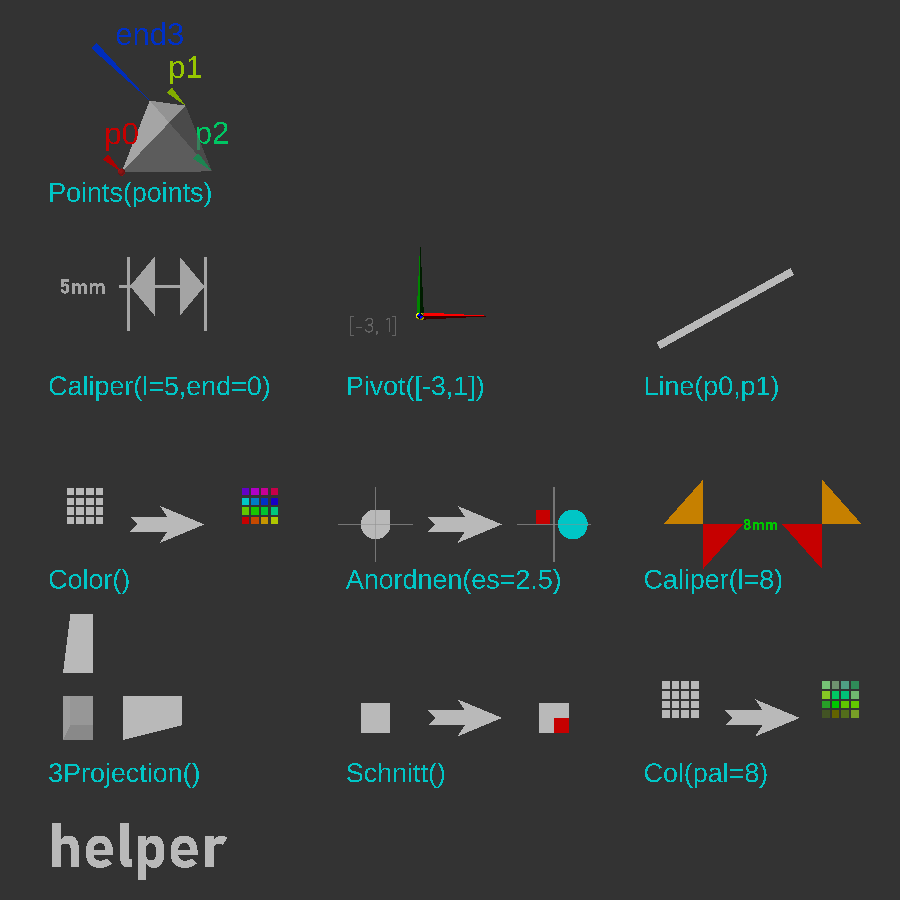 end3
p1
p0
p2
Points(points)
5mm
[-3, 1]
Caliper(l=5,end=0)
Pivot([-3,1])
Line(p0,p1)
8mm
Color()
Anordnen(es=2.5)
Caliper(l=8)
3Projection()
Schnitt()
Col(pal=8)
helper